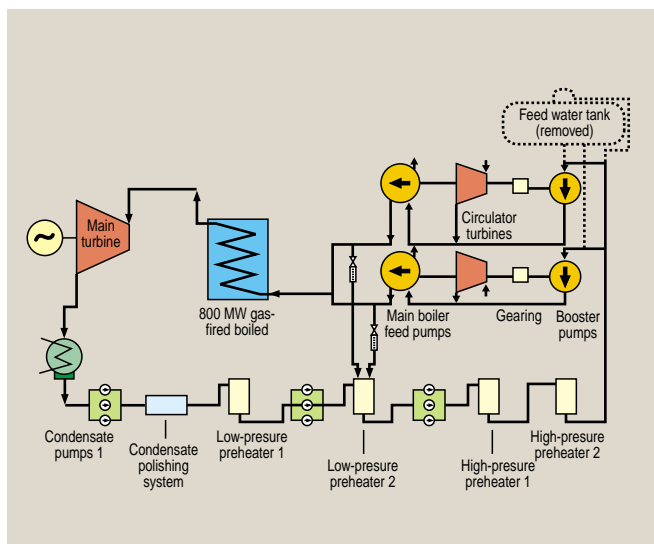 Feed water tank
(removed)
Main
turbine
Circulator
turbines
800 MW gas-
fired boiled
Main boiler
feed pumps
Gearing
Booster
pumps
Condensate
pumps 1
Condensate
polishing
system
Low-presure
preheater 1
Low-presure
preheater 2
High-presure
preheater 1
High-presure
preheater 2